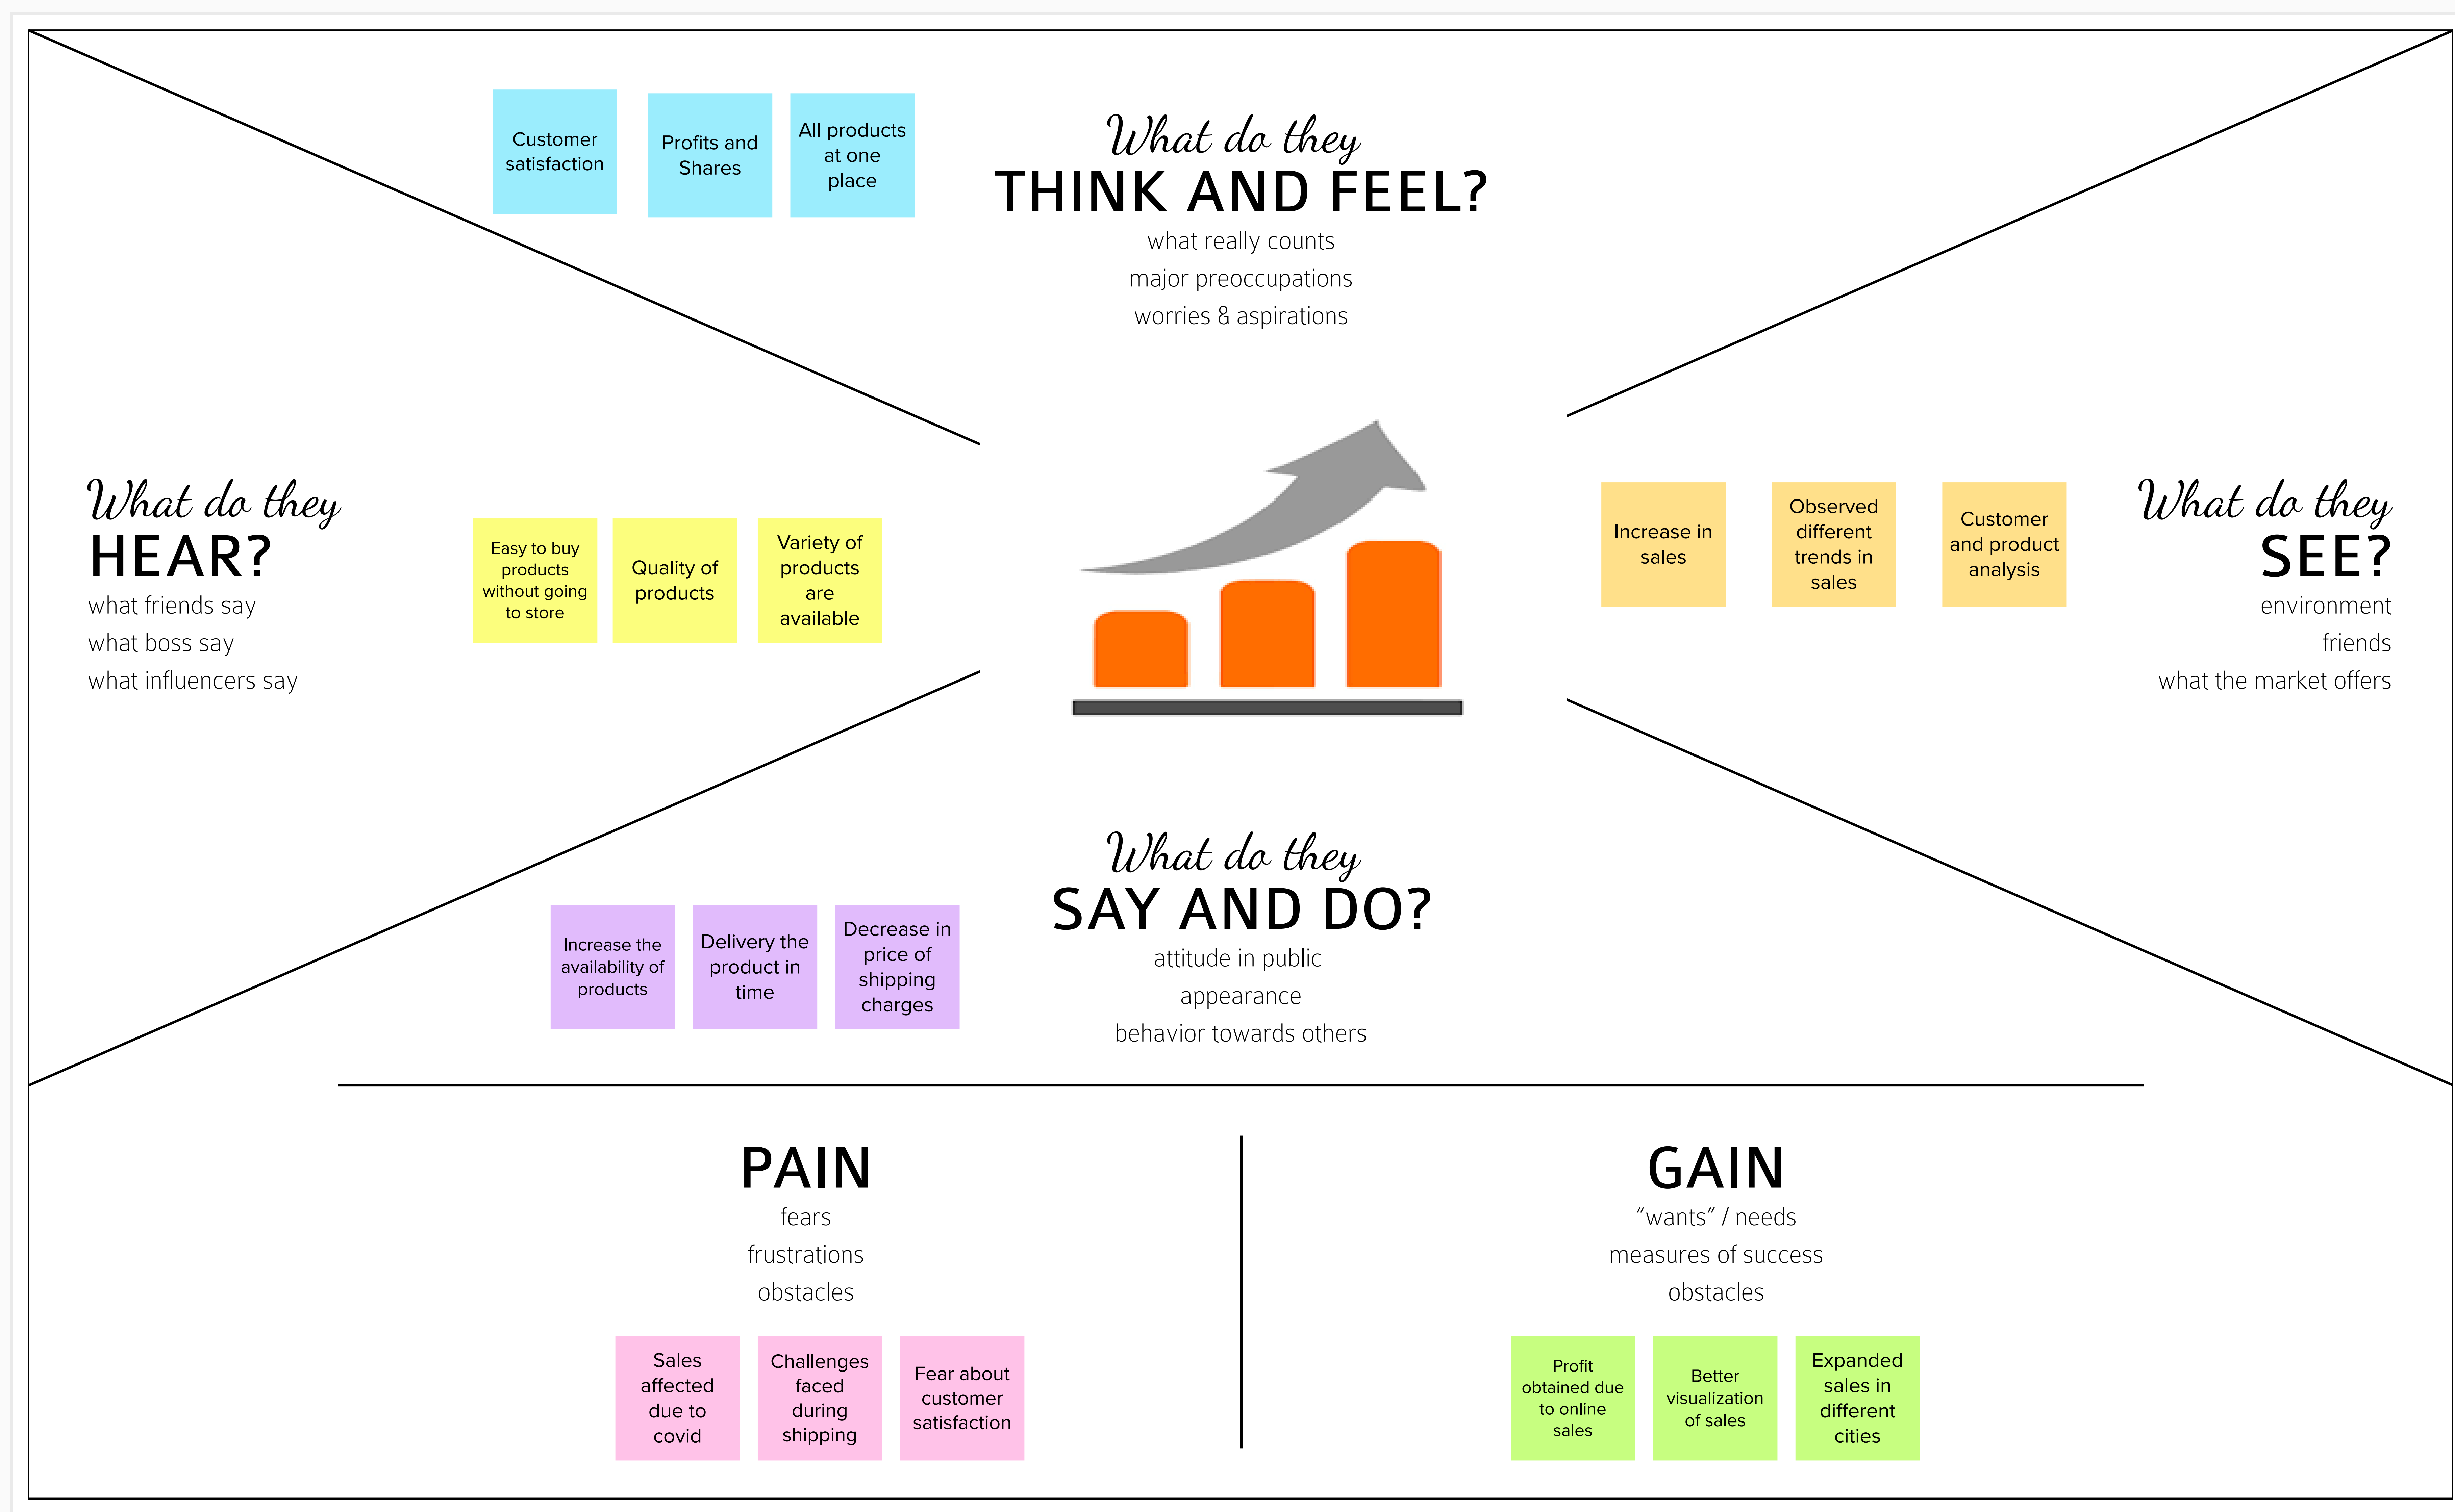 Customer
satisfaction
Profits and
Shares
All products
at one
place
What do they
THINK AND FEEL?
what really counts
major preoccupations
worries & aspirations
What do they
HEAR?
what friends say
what boss say
what influencers say
Easy to buy
products
without going
to store
Quality of
products
Variety of
products
are
available
Increase in
sales
Observed
different
trends in
sales
Customer
and product
analysis
What do they
SEE?
environment
friends
what the market offers
Increase the
availability of
products
Delivery the
product in
time
Decrease in
price of
shipping
charges
What do they
SAY AND DO?
attitude in public
appearance
behavior towards others
PAIN
fears
frustrations
obstacles
Sales
affected
due to
covid
Challenges
faced
during
shipping
Fear about
customer
satisfaction
GAIN
“wants” / needs
measures of success
obstacles
Profit
obtained due
to online
sales
Better
visualization
of sales
Expanded
sales in
different
cities